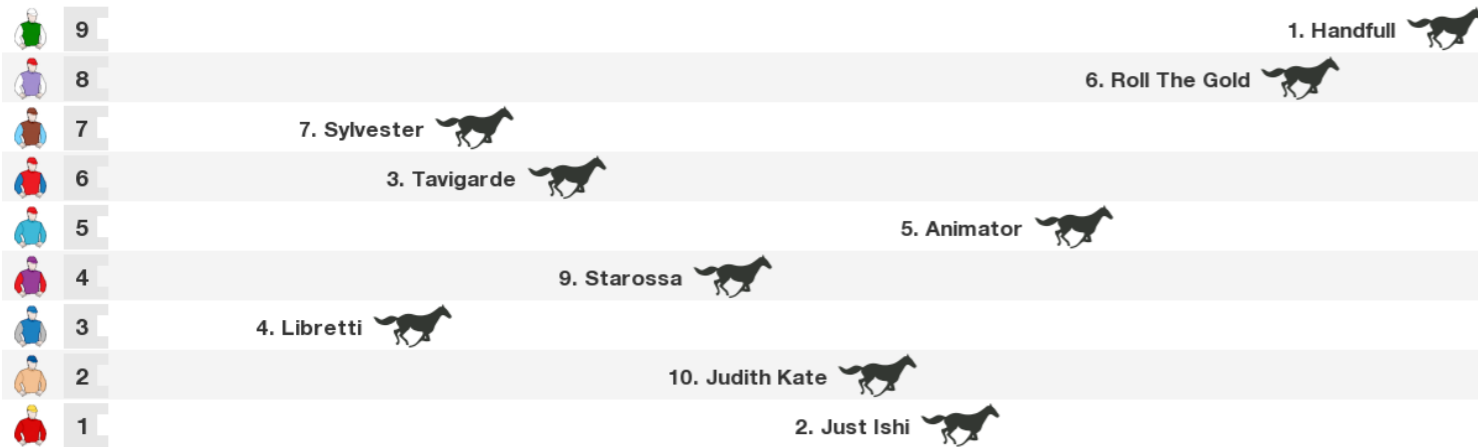 9 1. Handfull
8 6. Roll The Gold
7 7. Sylvester
6 3. Tavigarde
5 5. Animator
4 9. Starossa
3 4. Libretti
2 10. Judith Kate
1 2. Just Ishi